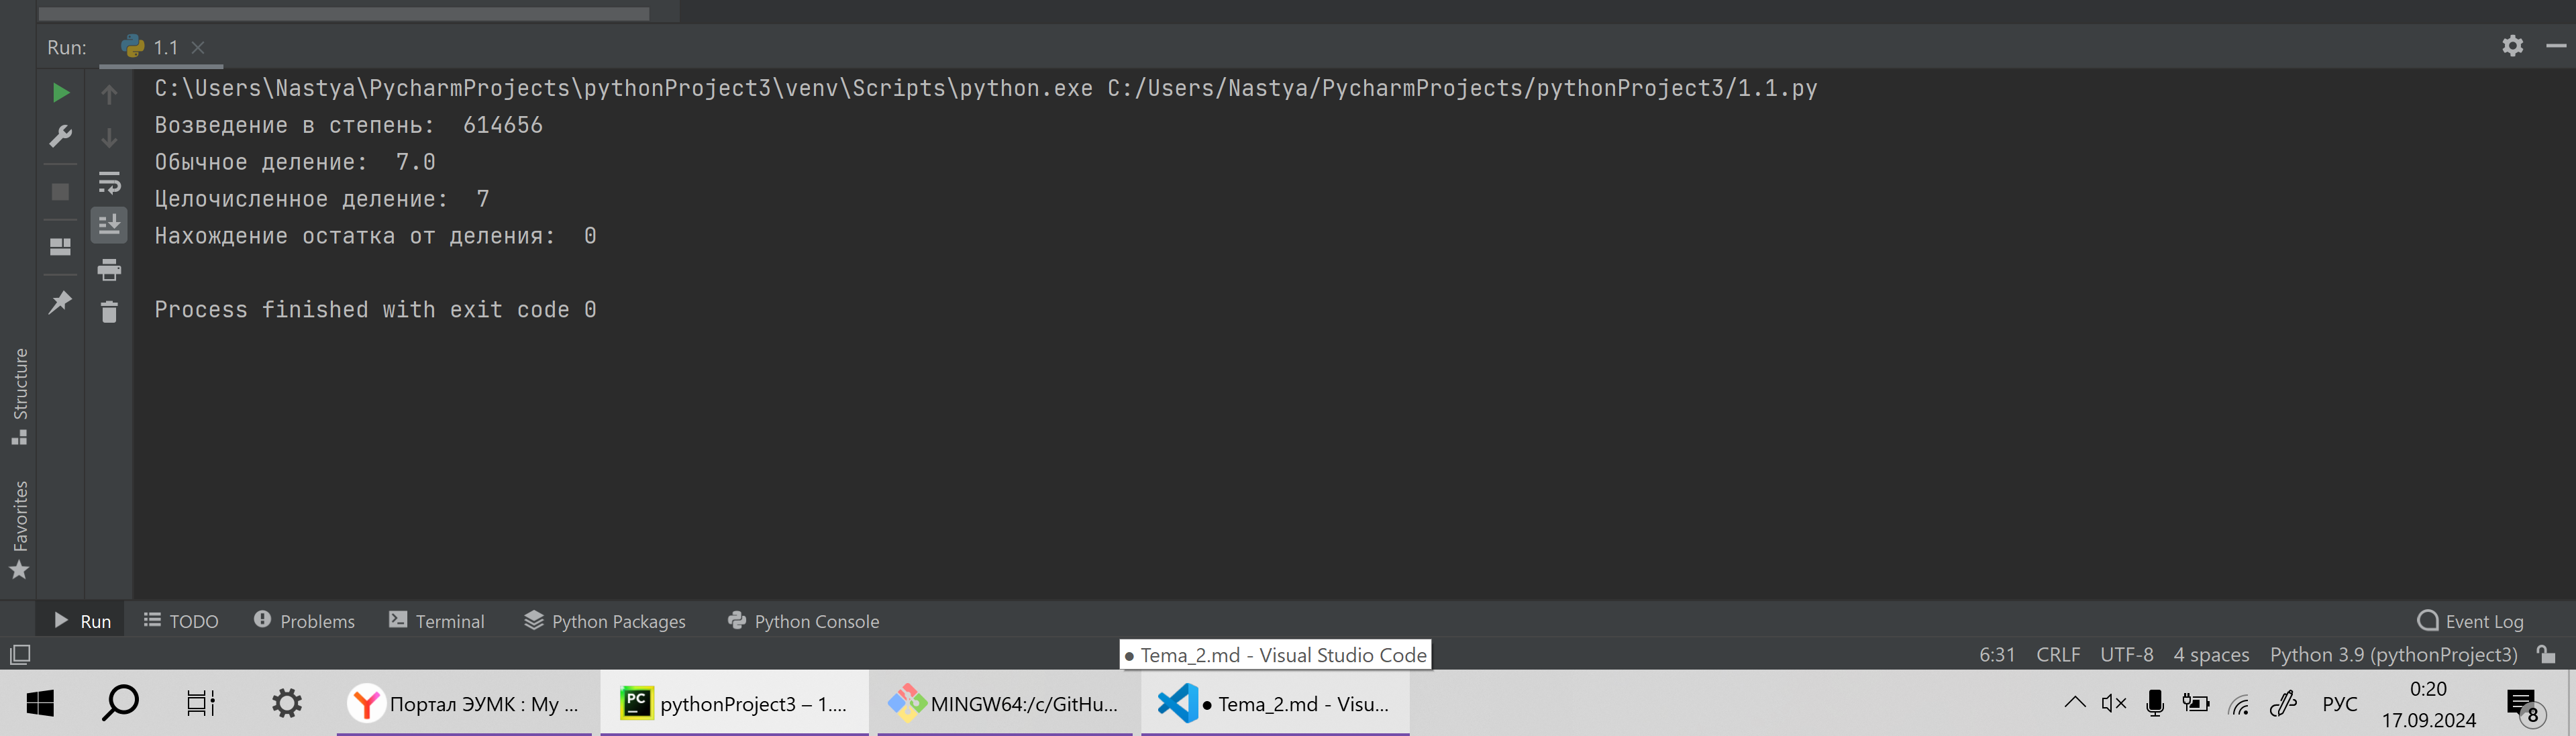 Run: 1.1
C:\Users\Nastya\PycharmProjects\pythonProject3\venv\Scripts\python.exe C:/Users/Nastya/PycharmProjects/pythonProject3/1.1.py
Возведение в степень:  614656
Обычное деление:  7.0
Целочисленное деление:  7
Нахождение остатка от деления:  0
Process finished with exit code 0
Structure
Favorites
Run TODO Problems Terminal Python Packages Python Console Event Log
● Tema_2.md - Visual Studio Code
6:31 CRLF UTF-8 4 spaces Python 3.9 (pythonProject3)
Портал ЭУМК : My ... PC pythonProject3 – 1.... MINGW64:/c/GitHu... ● Tema_2.md - Visu... РУС 0:20
17.09.2024 8